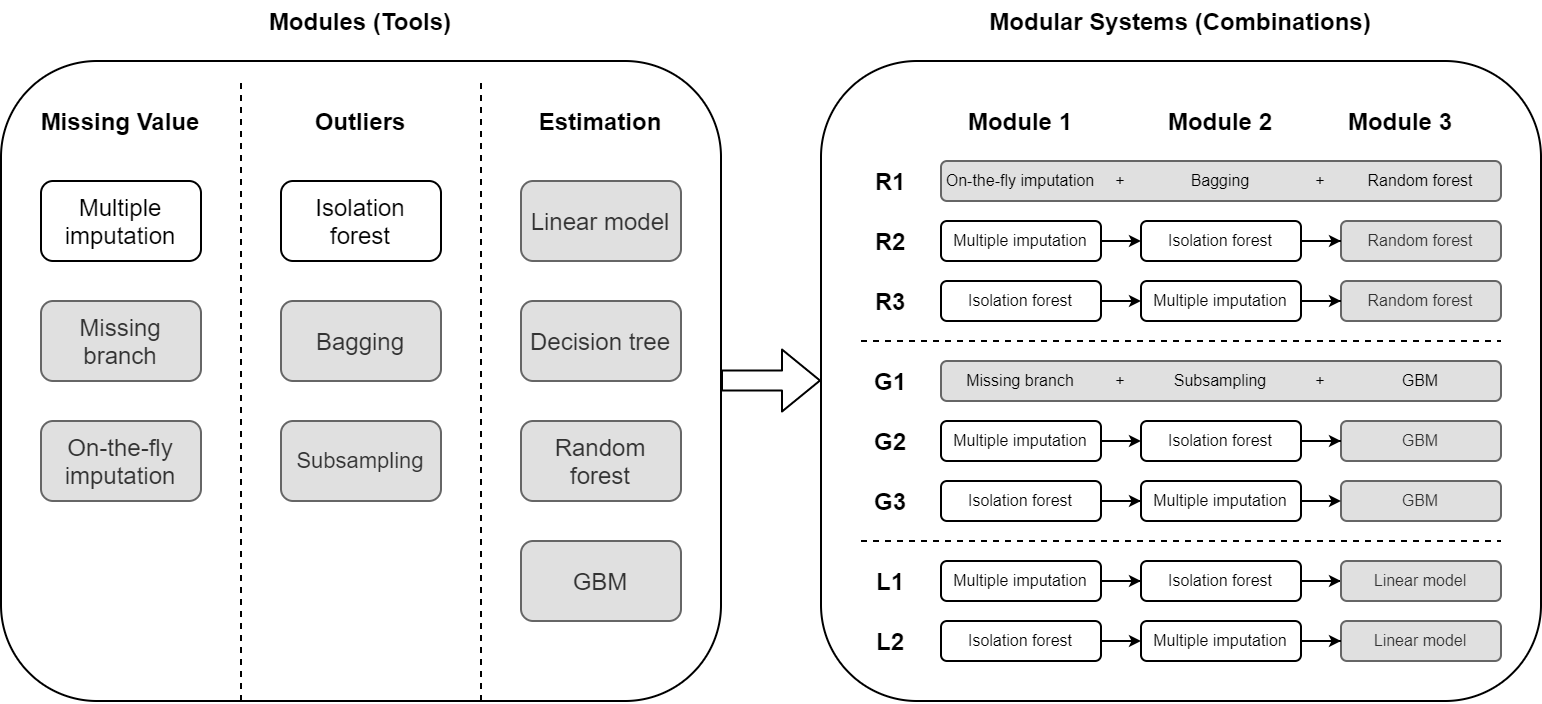 Modules (Tools)
Missing Value
Outliers
Estimation
Multiple
imputation
Isolation
forest
Linear model
Missing
branch
Bagging
Decision tree
On-the-fly
imputation
Subsampling
Random
forest
GBM
Modular Systems (Combinations)
Module 1 Module 2 Module 3
R1 On-the-fly imputation + Bagging + Random forest
R2 Multiple imputation Isolation forest Random forest
R3 Isolation forest Multiple imputation Random forest
G1 Missing branch + Subsampling + GBM
G2 Multiple imputation Isolation forest GBM
G3 Isolation forest Multiple imputation GBM
L1 Multiple imputation Isolation forest Linear model
L2 Isolation forest Multiple imputation Linear model